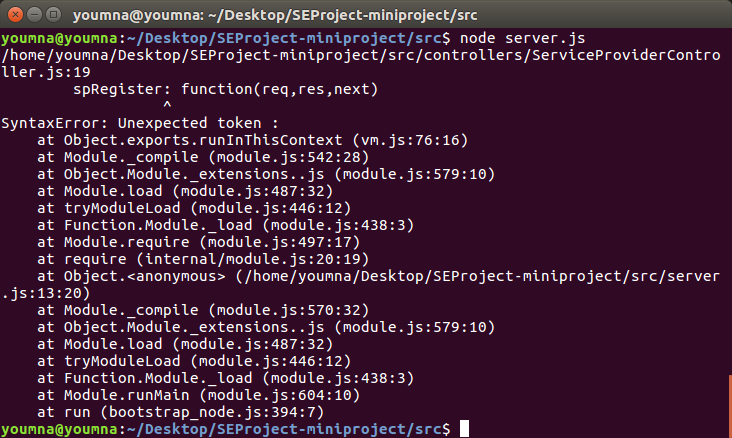 youmna@youmna: ~/Desktop/SEProject-miniproject/src
youmna@youmna:~/Desktop/SEProject-miniproject/src$ node server.js
/home/youmna/Desktop/SEProject-miniproject/src/controllers/ServiceProviderContro
ller.js:19
        spRegister: function(req,res,next)
                  ^
SyntaxError: Unexpected token :
    at Object.exports.runInThisContext (vm.js:76:16)
    at Module._compile (module.js:542:28)
    at Object.Module._extensions..js (module.js:579:10)
    at Module.load (module.js:487:32)
    at tryModuleLoad (module.js:446:12)
    at Function.Module._load (module.js:438:3)
    at Module.require (module.js:497:17)
    at require (internal/module.js:20:19)
    at Object.<anonymous> (/home/youmna/Desktop/SEProject-miniproject/src/server
.js:13:20)
    at Module._compile (module.js:570:32)
    at Object.Module._extensions..js (module.js:579:10)
    at Module.load (module.js:487:32)
    at tryModuleLoad (module.js:446:12)
    at Function.Module._load (module.js:438:3)
    at Module.runMain (module.js:604:10)
    at run (bootstrap_node.js:394:7)
youmna@youmna:~/Desktop/SEProject-miniproject/src$